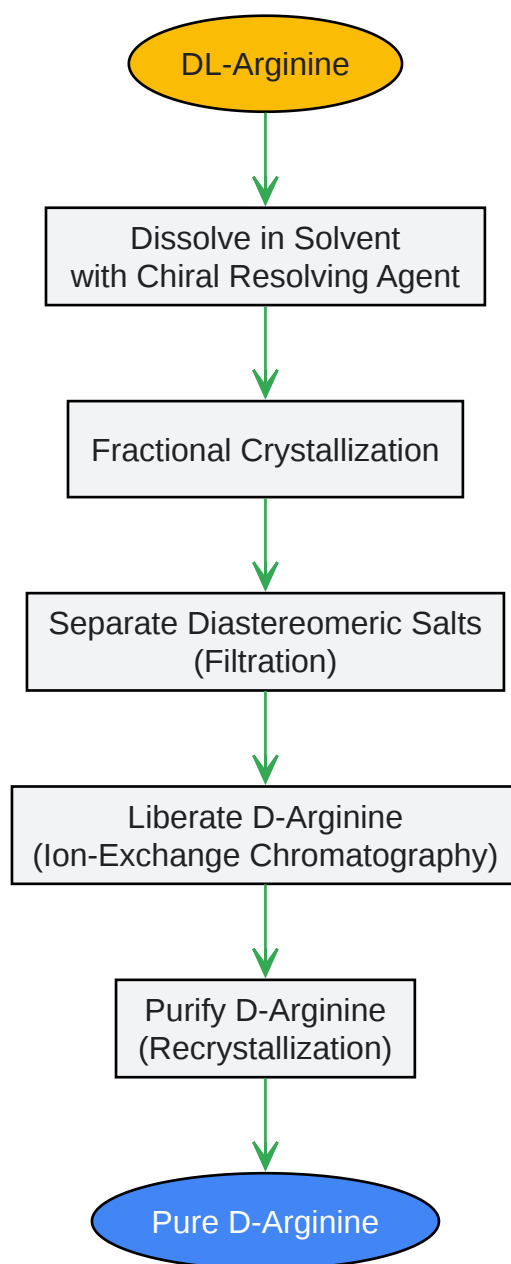 DL-Arginine
Dissolve in Solvent
with Chiral Resolving Agent
Fractional Crystallization
Separate Diastereomeric Salts
(Filtration)
Liberate D-Arginine
(Ion-Exchange Chromatography)
Purify D-Arginine
(Recrystallization)
Pure D-Arginine